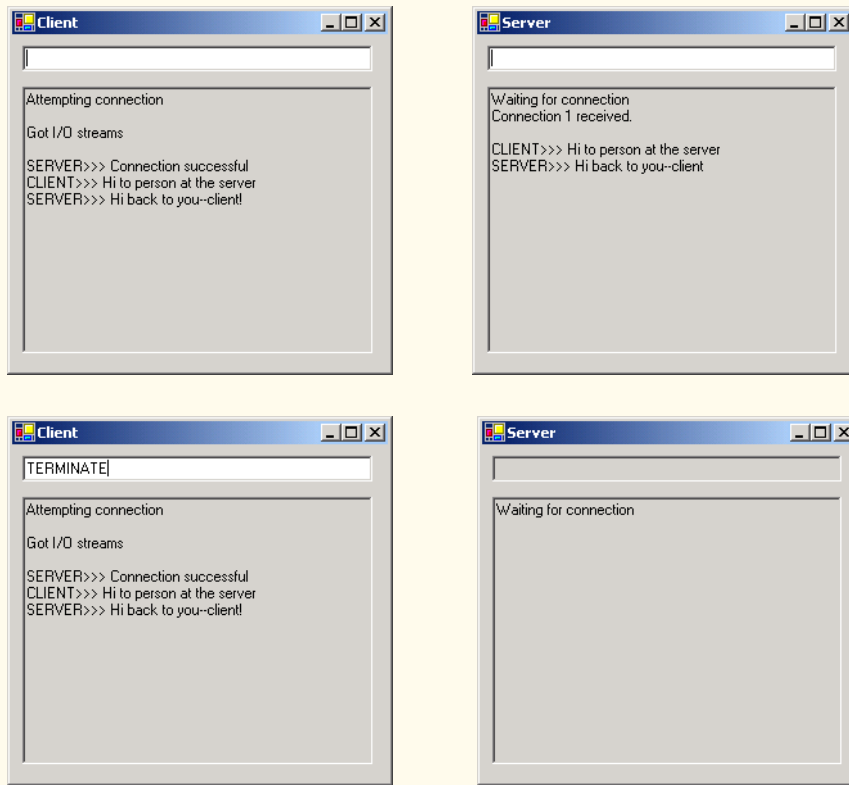 Client
Attempting connection
Got I/O streams
SERVER>>> Connection successful
CLIENT>>> Hi to person at the server
SERVER>>> Hi back to you--client!
Server
Waiting for connection
Connection 1 received.
CLIENT>>> Hi to person at the server
SERVER>>> Hi back to you--client
Client
TERMINATE
Attempting connection
Got I/O streams
SERVER>>> Connection successful
CLIENT>>> Hi to person at the server
SERVER>>> Hi back to you--client!
Server
Waiting for connection